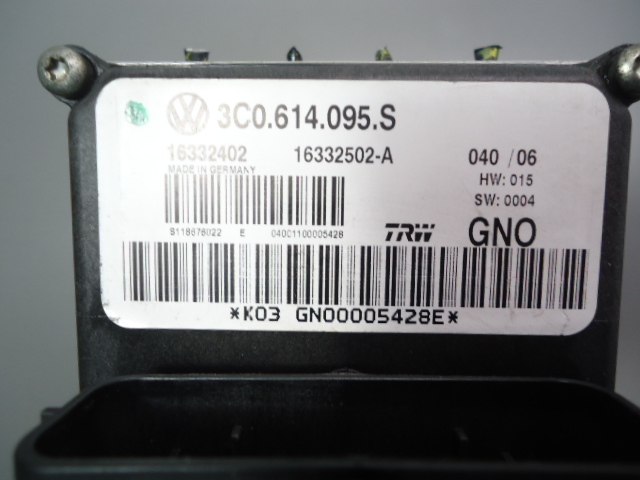 3C0.614.095.S
16332402 16332502-A 040 / 06
MADE IN GERMANY HW: 015
SW: 0004
S118676022 E 04001100005428 TRW GNO
*K03 GN00005428E*